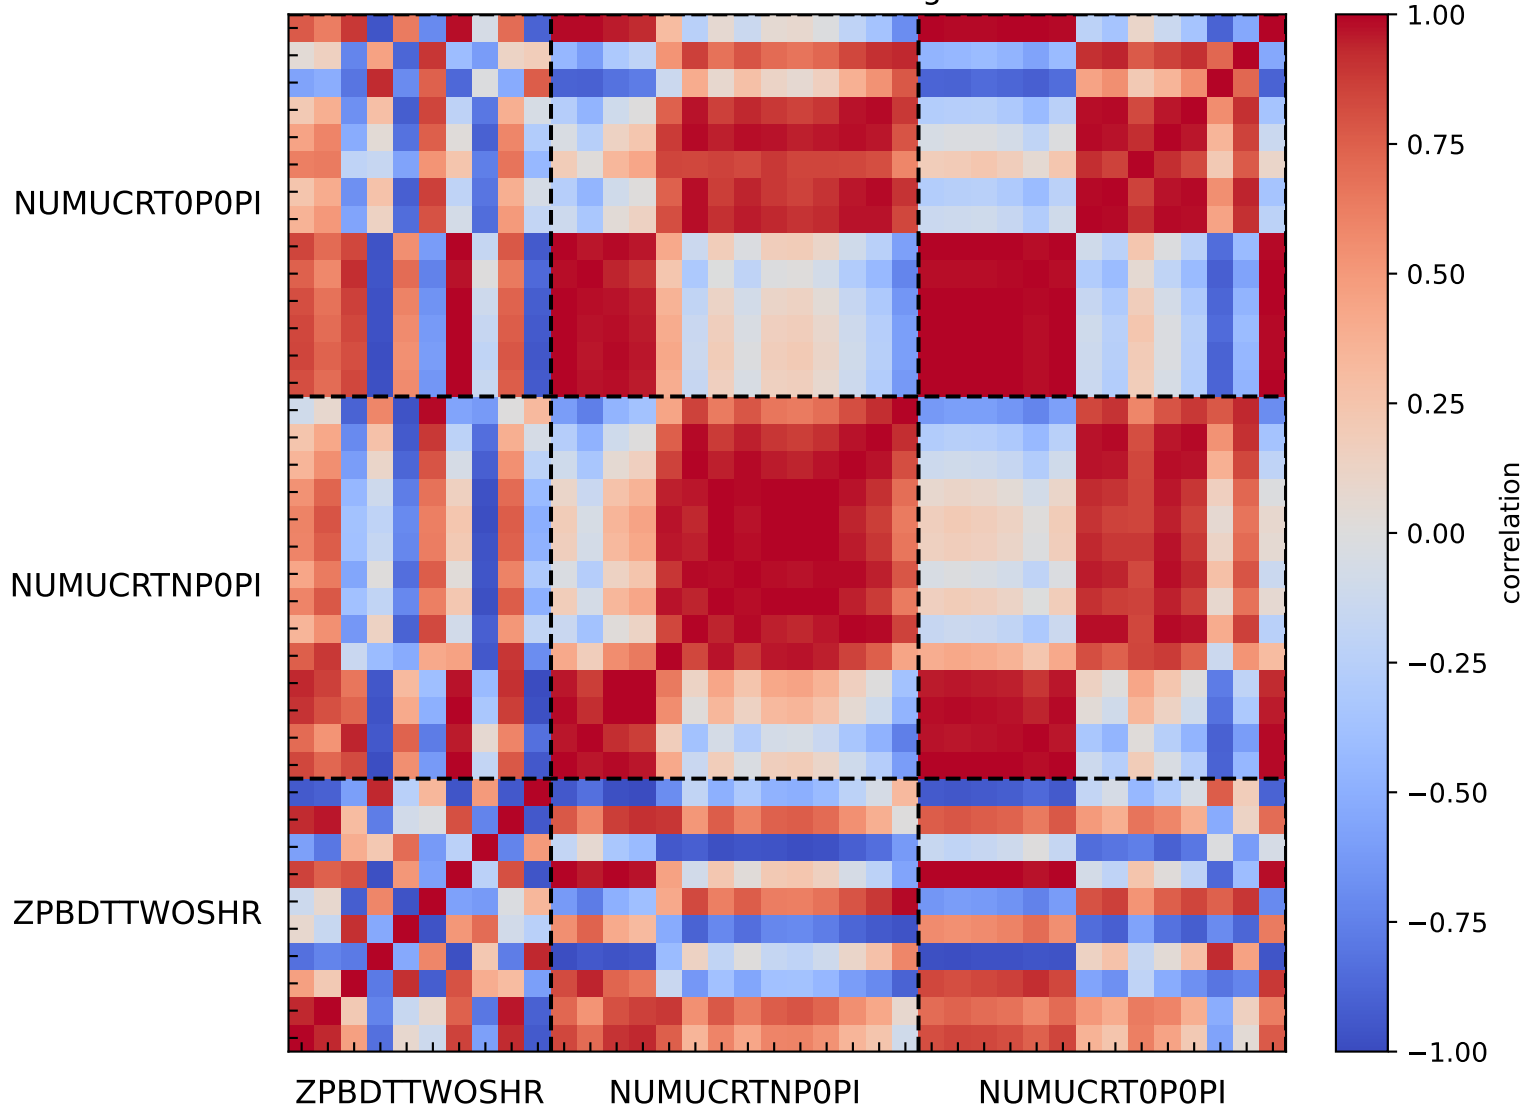 1.00
0.75
NUMUCRT0P0PI
0.50
0.25
0.00
correlation
NUMUCRTNP0PI
−0.25
−0.50
−0.75
ZPBDTTWOSHR
−1.00
ZPBDTTWOSHR NUMUCRTNP0PI NUMUCRT0P0PI